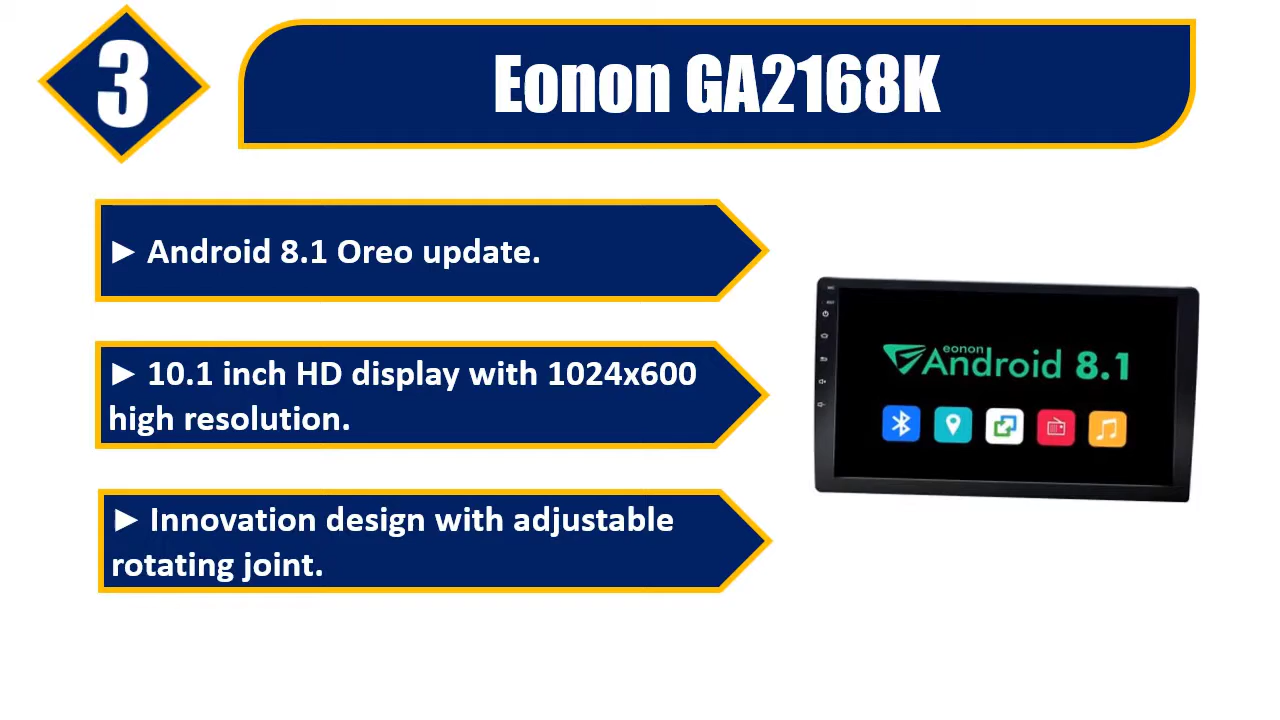 3
Eonon GA2168K
► Android 8.1 Oreo update.
► 10.1 inch HD display with 1024x600
high resolution.
► Innovation design with adjustable
rotating joint.
eonon
Android 8.1